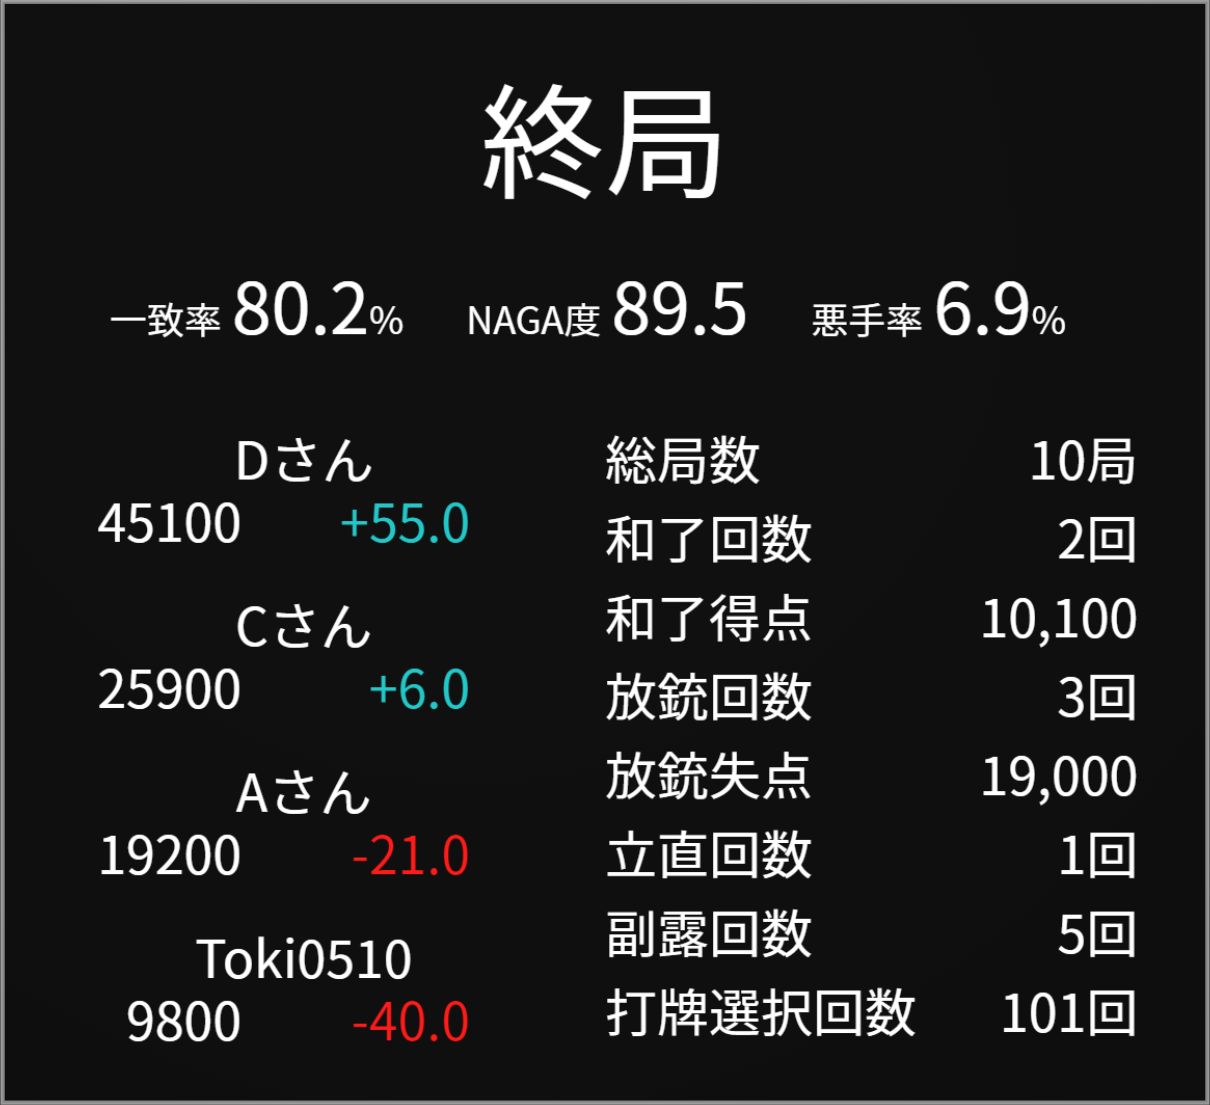 終局
一致率 80.2% NAGA度 89.5 悪手率 6.9%
Dさん
45100 +55.0
Cさん
25900 +6.0
Aさん
19200 -21.0
Toki0510
9800 -40.0
総局数 10局
和了回数 2回
和了得点 10,100
放銃回数 3回
放銃失点 19,000
立直回数 1回
副露回数 5回
打牌選択回数 101回